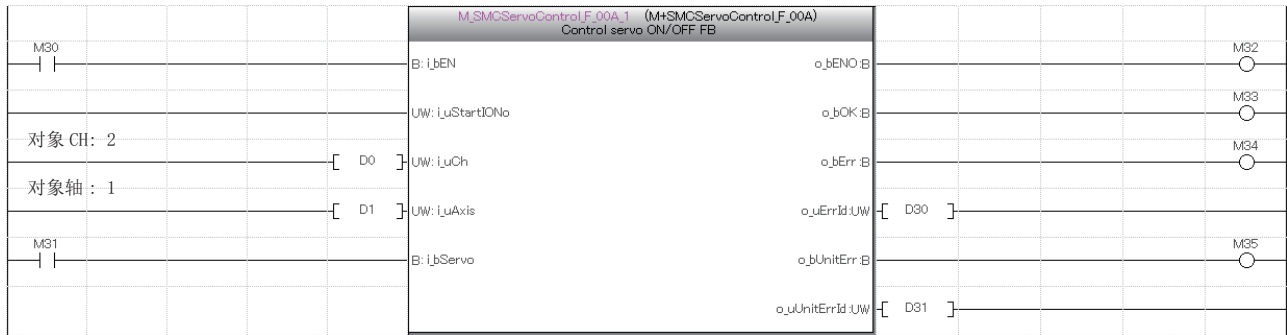 M_SMCServoControl_F_00A_1 (M+SMCServoControl_F_00A)
Control servo ON/OFF FB
M30
B: i_bEN
o_bENO:B
M32
UW: i_uStartIONo
o_bOK:B
M33
对象 CH: 2
D0
UW: i_uCh
o_bErr:B
M34
对象轴: 1
D1
UW: i_uAxis
o_uErrId:UW
D30
M31
B: i_bServo
o_bUnitErr:B
M35
o_uUnitErrId:UW
D31